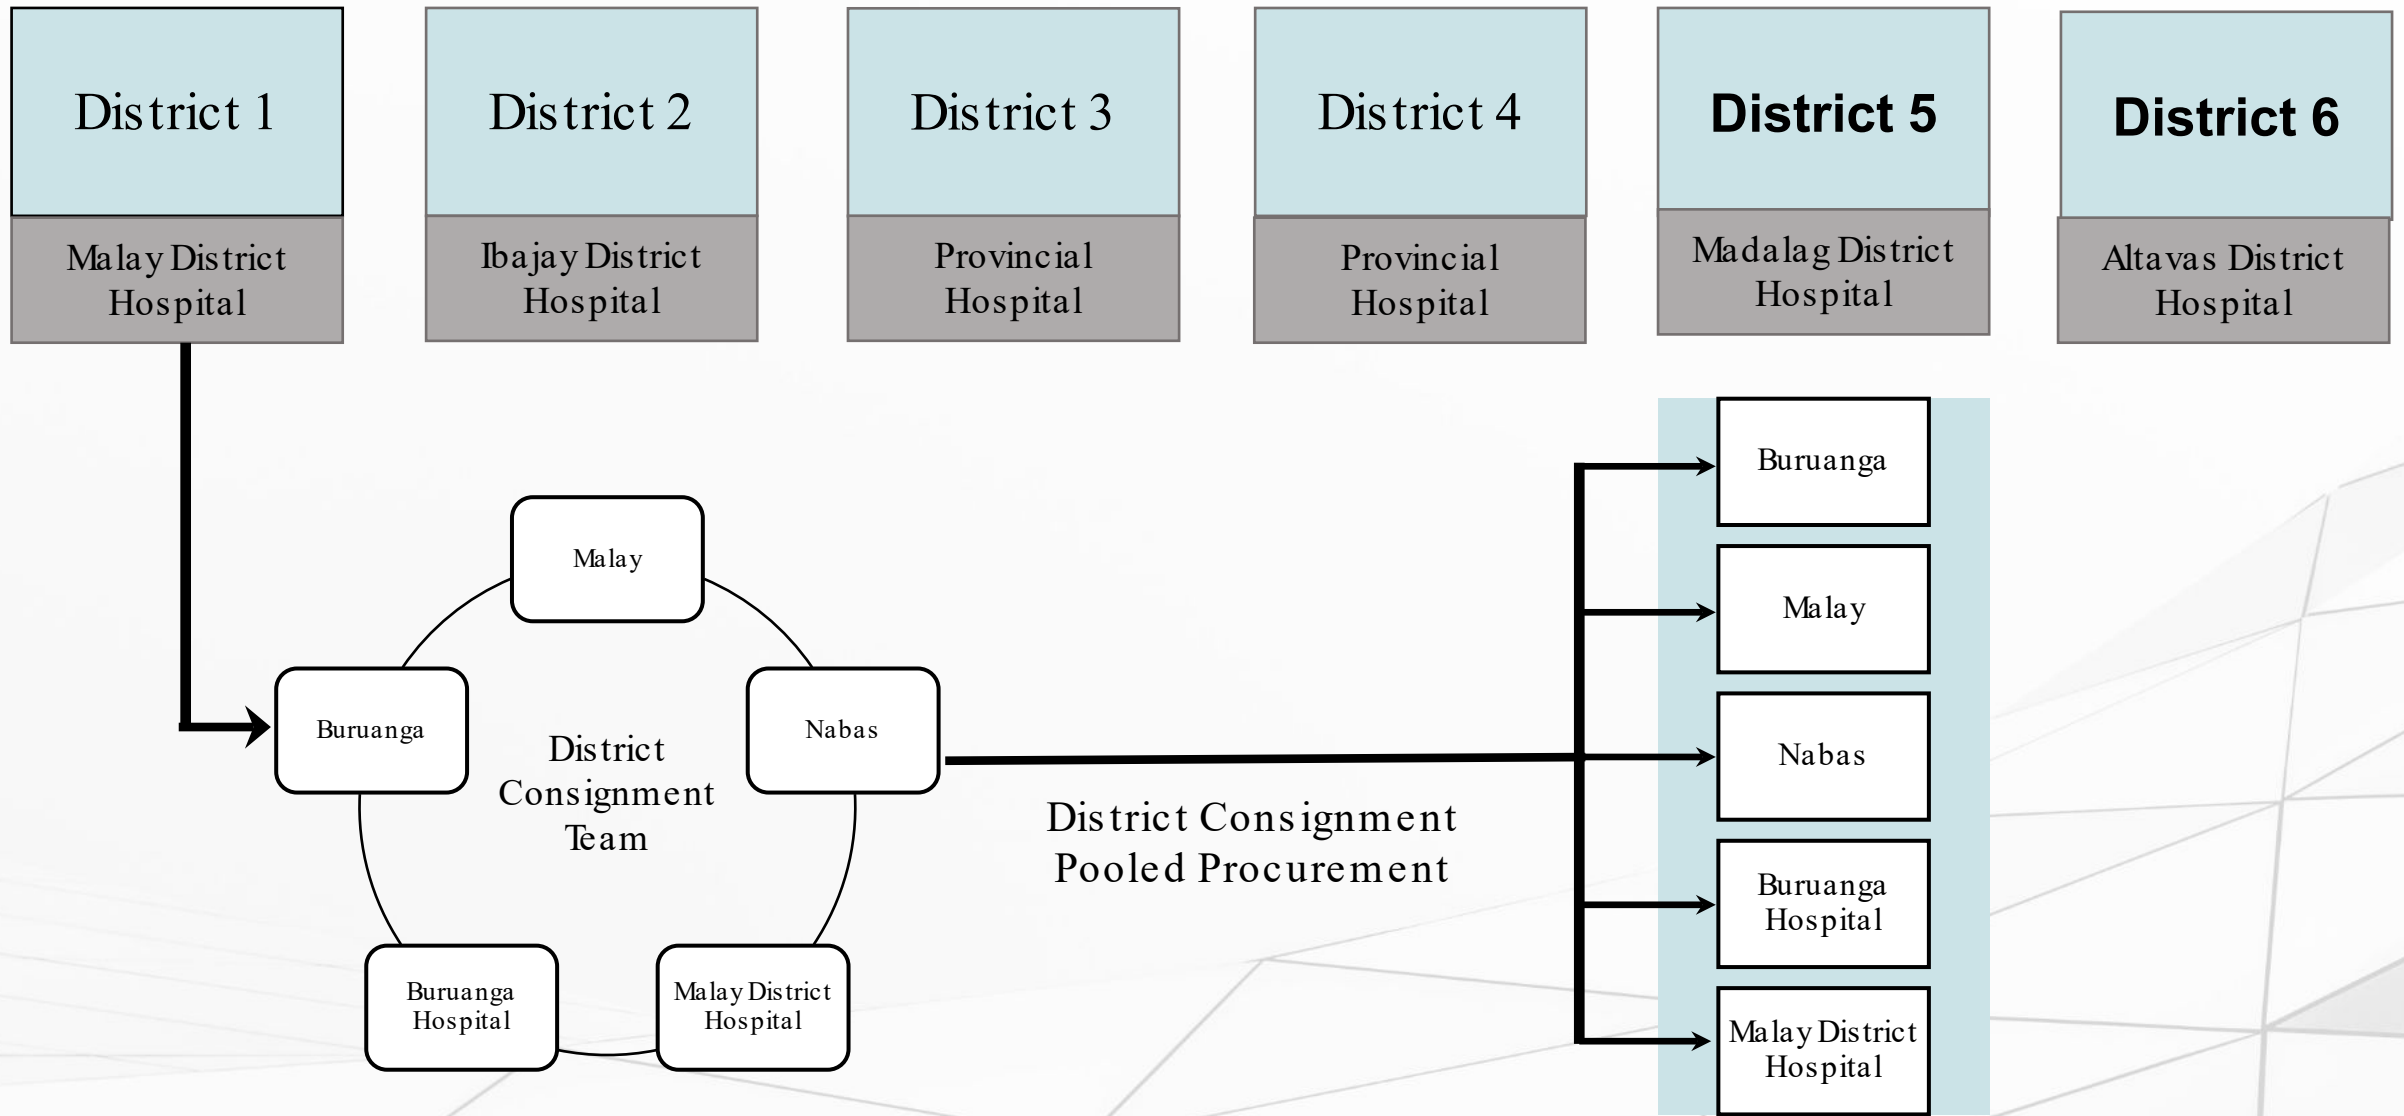 District 1
District 2
District 3
District 4
District 5
District 6
Malay District
Hospital
Ibajay District
Hospital
Provincial
Hospital
Provincial
Hospital
Madalag District
Hospital
Altavas District
Hospital
Malay
Buruanga
Nabas
District
Consignment
Team
Buruanga
Hospital
Malay District
Hospital
District Consignment
Pooled Procurement
Buruanga
Malay
Nabas
Buruanga
Hospital
Malay District
Hospital